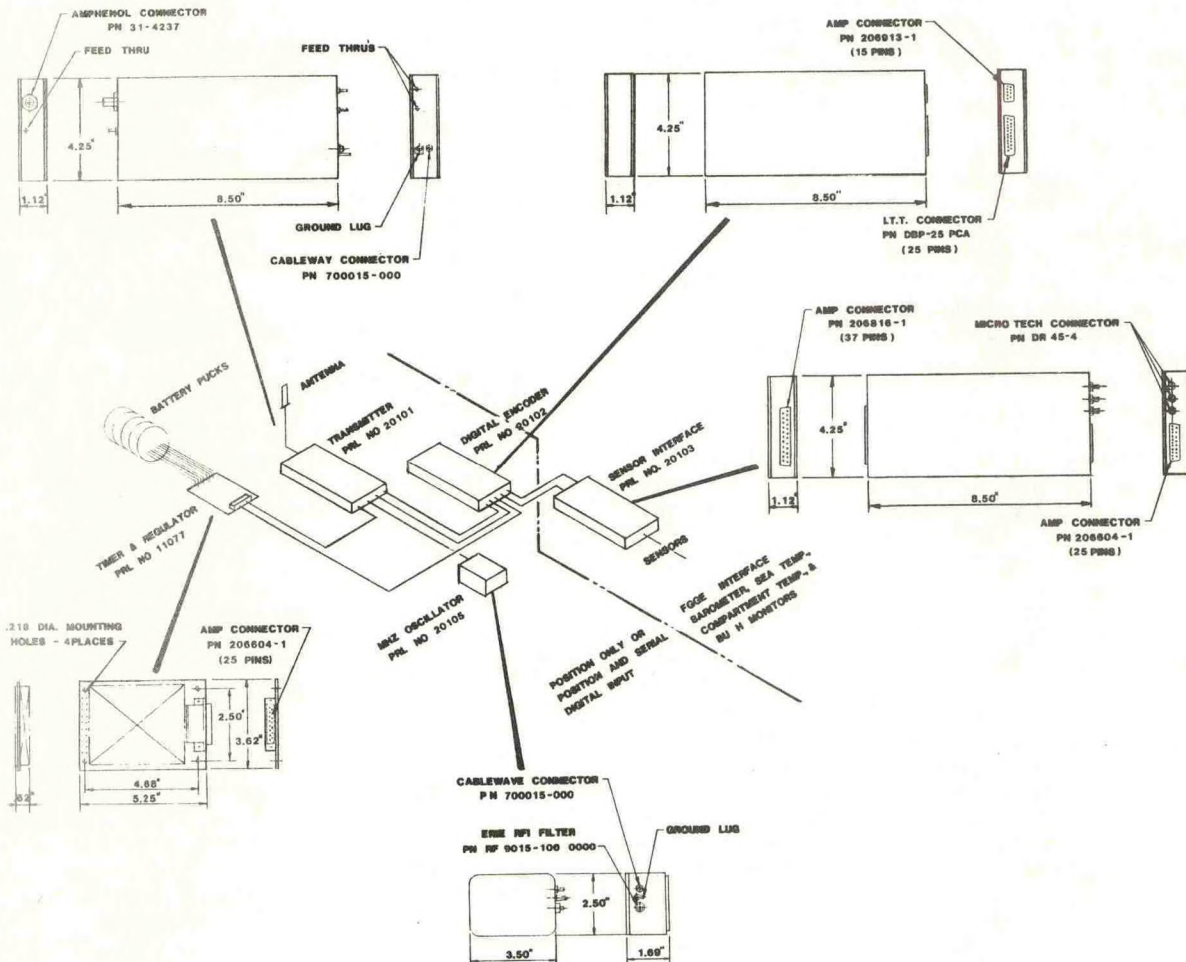 AMPHENOL CONNECTOR
PN 31-4237
FEED THRU
4.25"
1.12"
8.50"
FEED THRUS
GROUND LUG
CABLEWAY CONNECTOR
PN 700015-000
AMP CONNECTOR
PN 206913-1
(15 PINS)
4.25"
1.12"
8.50"
I.T.T. CONNECTOR
PN DBP-25 PCA
(25 PINS)
AMP CONNECTOR
PN 206816-1
(37 PINS)
MICRO TECH CONNECTOR
PN DR 45-4
4.25"
1.12"
8.50"
AMP CONNECTOR
PN 206604-1
(25 PINS)
BATTERY PUCKS
ANTENNA
TRANSMITTER
PRL NO 20101
DIGITAL ENCODER
PRL NO 20102
SENSOR INTERFACE
PRL NO. 20103
SENSORS
TIMER & REGULATOR
PRL NO 11077
MHZ OSCILLATOR
PRL NO 20105
FGGE INTERFACE
BAROMETER, SEA TEMP.,
COMPARTMENT TEMP., &
BU H MONITORS
POSITION ONLY OR
POSITION AND SERIAL
DIGITAL INPUT
.218 DIA. MOUNTING
HOLES - 4 PLACES
AMP CONNECTOR
PN 206604-1
(25 PINS)
2.50"
3.62"
4.68"
5.25"
.62"
CABLEWAVE CONNECTOR
PN 700015-000
ERIE RFI FILTER
PN RF 9015-106 0000
GROUND LUG
2.50"
3.50"
1.69"